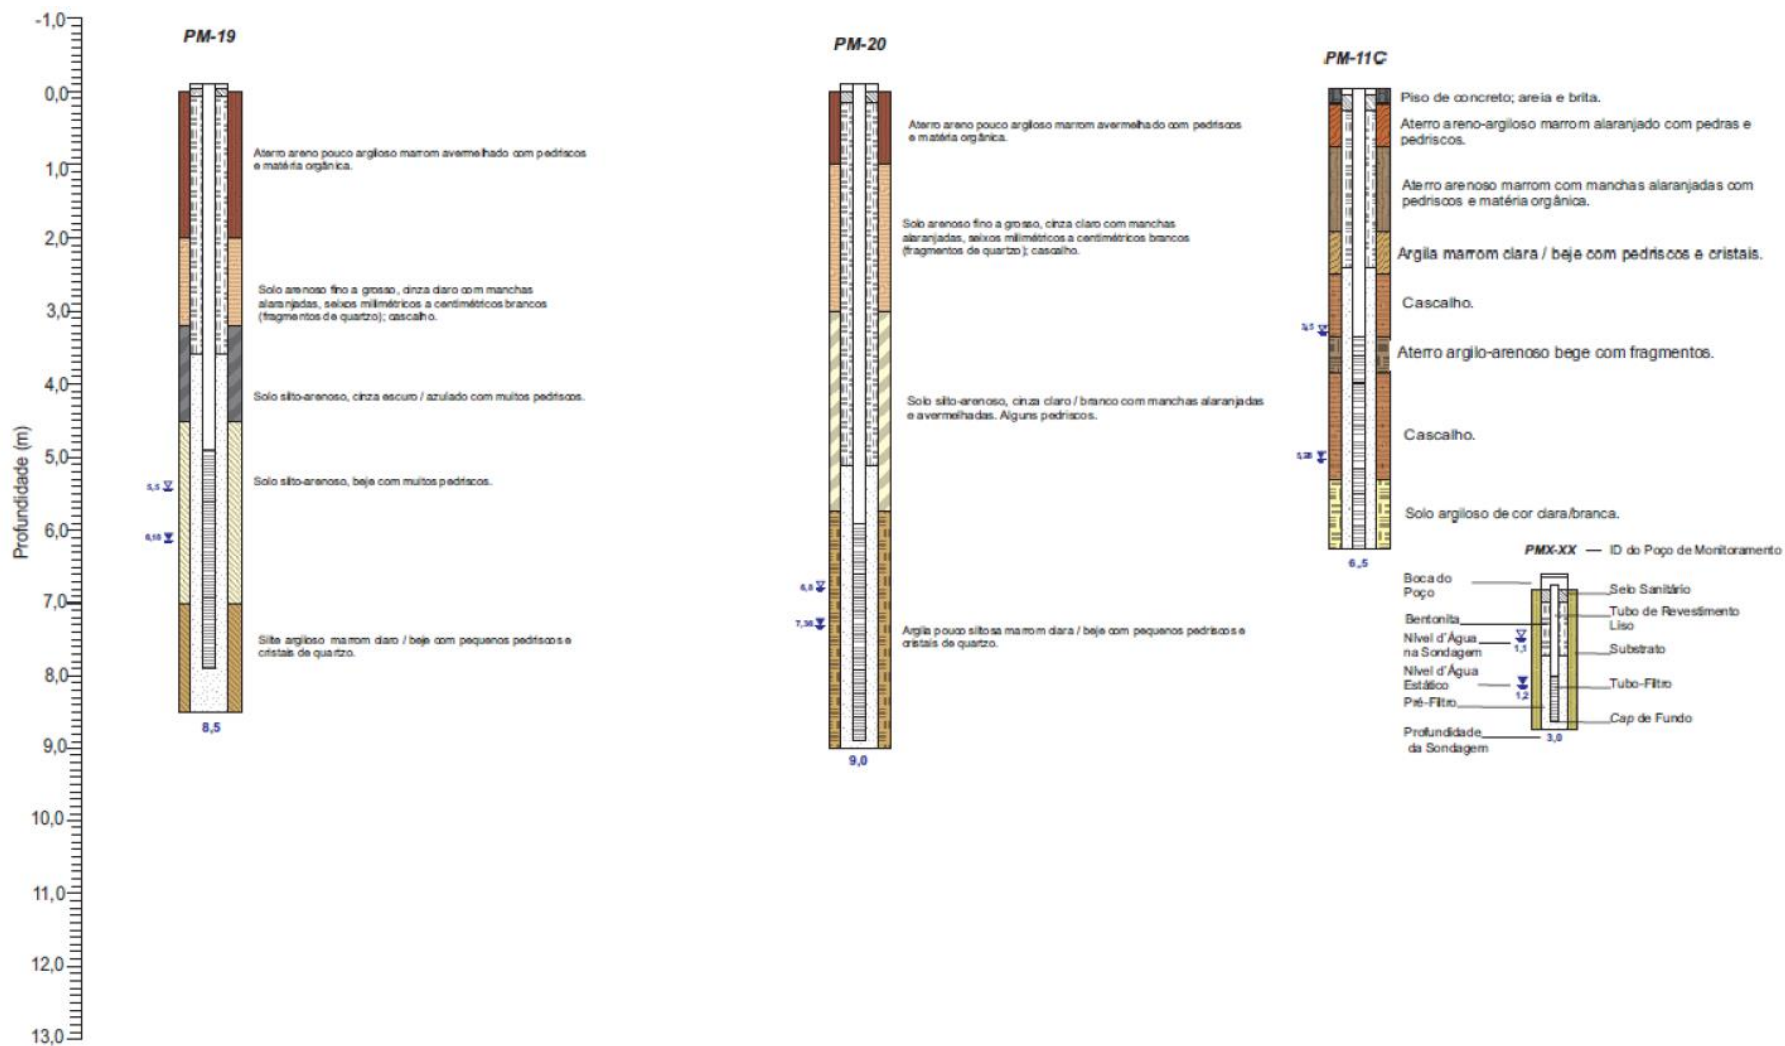 -1,0
0,0
1,0
2,0
3,0
4,0
5,0
6,0
7,0
8,0
9,0
10,0
11,0
12,0
13,0
Profundidade (m)
PM-19
Aterro areno pouco argiloso marrom avermelhado com pedriscos
e matéria orgânica.
Solo arenoso fino a grosso, cinza claro com manchas
alaranjadas, seixos milimétricos a centimétricos brancos
(fragmentos de quartzo); cascalho.
Solo silto-arenoso, cinza escuro / azulado com muitos pedriscos.
Solo silto-arenoso, beje com muitos pedriscos.
5,5
Silte argiloso marrom claro / beje com pequenos pedriscos e
cristais de quartzo.
8,5
PM-20
Aterro areno pouco argiloso marrom avermelhado com pedriscos
e matéria orgânica.
Solo arenoso fino a grosso, cinza claro com manchas
alaranjadas, seixos milimétricos a centimétricos brancos
(fragmentos de quartzo); cascalho.
Solo silto-arenoso, cinza claro / branco com manchas alaranjadas
e avermelhadas. Alguns pedriscos.
Argila pouco siltosa marrom clara / beje com pequenos pedriscos e
cristais de quartzo.
9,0
PM-11C
Piso de concreto; areia e brita.
Aterro areno-argiloso marrom alaranjado com pedras e
pedriscos.
Aterro arenoso marrom com manchas alaranjadas com
pedriscos e matéria orgânica.
Argila marrom clara / beje com pedriscos e cristais.
Cascalho.
Aterro argilo-arenoso bege com fragmentos.
Cascalho.
Solo argiloso de cor clara/branca.
6,5
PMX-XX — ID do Poço de Monitoramento
Boca do
Poço
Bentonita
Nível d'Água
na Sondagem
Nível d'Água
Estático
Pré-Filtro
Profundidade
da Sondagem
1,1
1,2
3,0
Selo Sanitário
Tubo de Revestimento
Liso
Substrato
Tubo-Filtro
Cap de Fundo